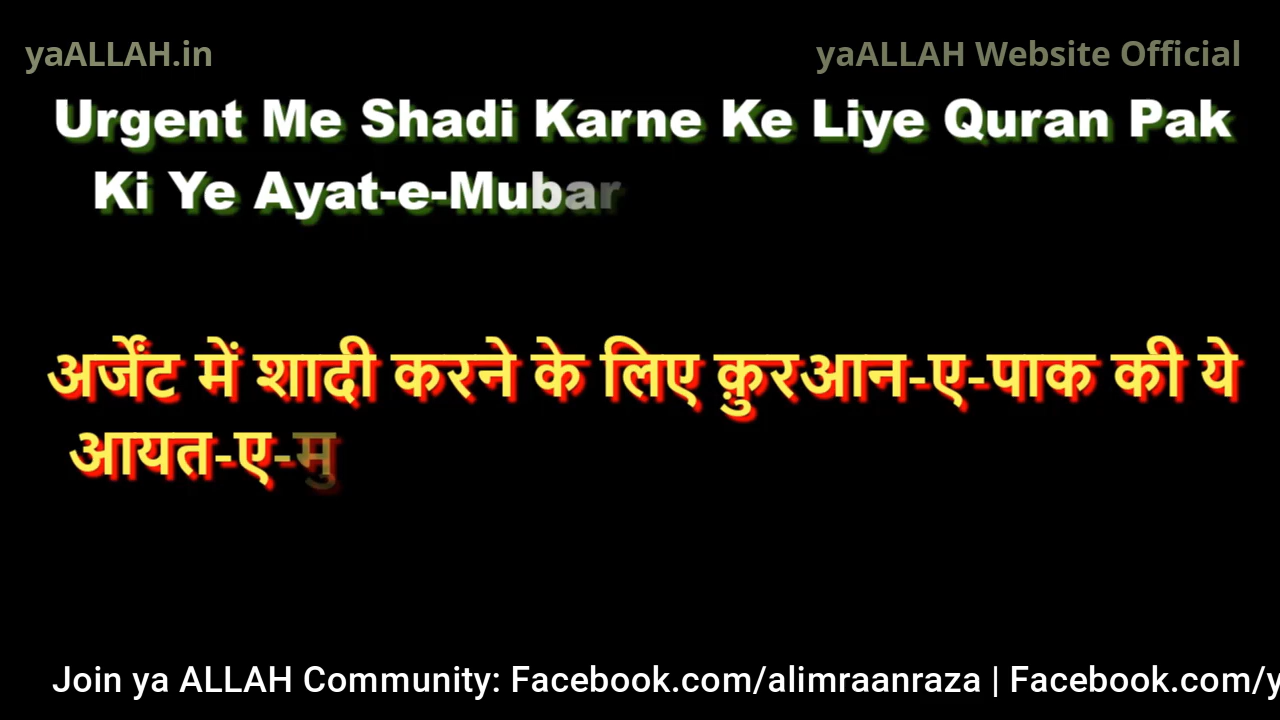 yaALLAH.in
yaALLAH Website Official
Urgent Me Shadi Karne Ke Liye Quran Pak
Ki Ye Ayat-e-Mubar
अर्जेंट में शादी करने के लिए क़ुरआन-ए-पाक की ये
आयत-ए-मु
Join ya ALLAH Community: Facebook.com/alimraanraza | Facebook.com/y